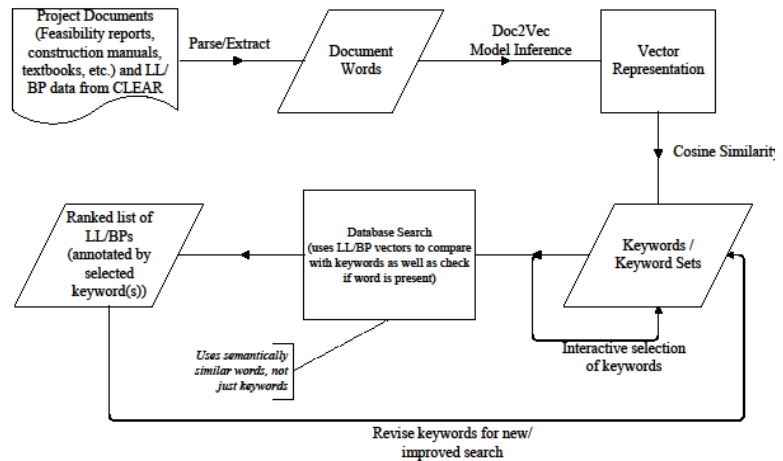 Project Documents
(Feasibility reports,
construction manuals,
textbooks, etc.) and LL/
BP data from CLEAR
Parse/Extract
Document
Words
Doc2Vec
Model Inference
Vector
Representation
Cosine Similarity
Ranked list of
LL/BPs
(annotated by
selected
keyword(s))
Database Search
(uses LL/BP vectors to compare
with keywords as well as check
if word is present)
Keywords /
Keyword Sets
Uses semantically
similar words, not
just keywords
Interactive selection
of keywords
Revise keywords for new/
improved search